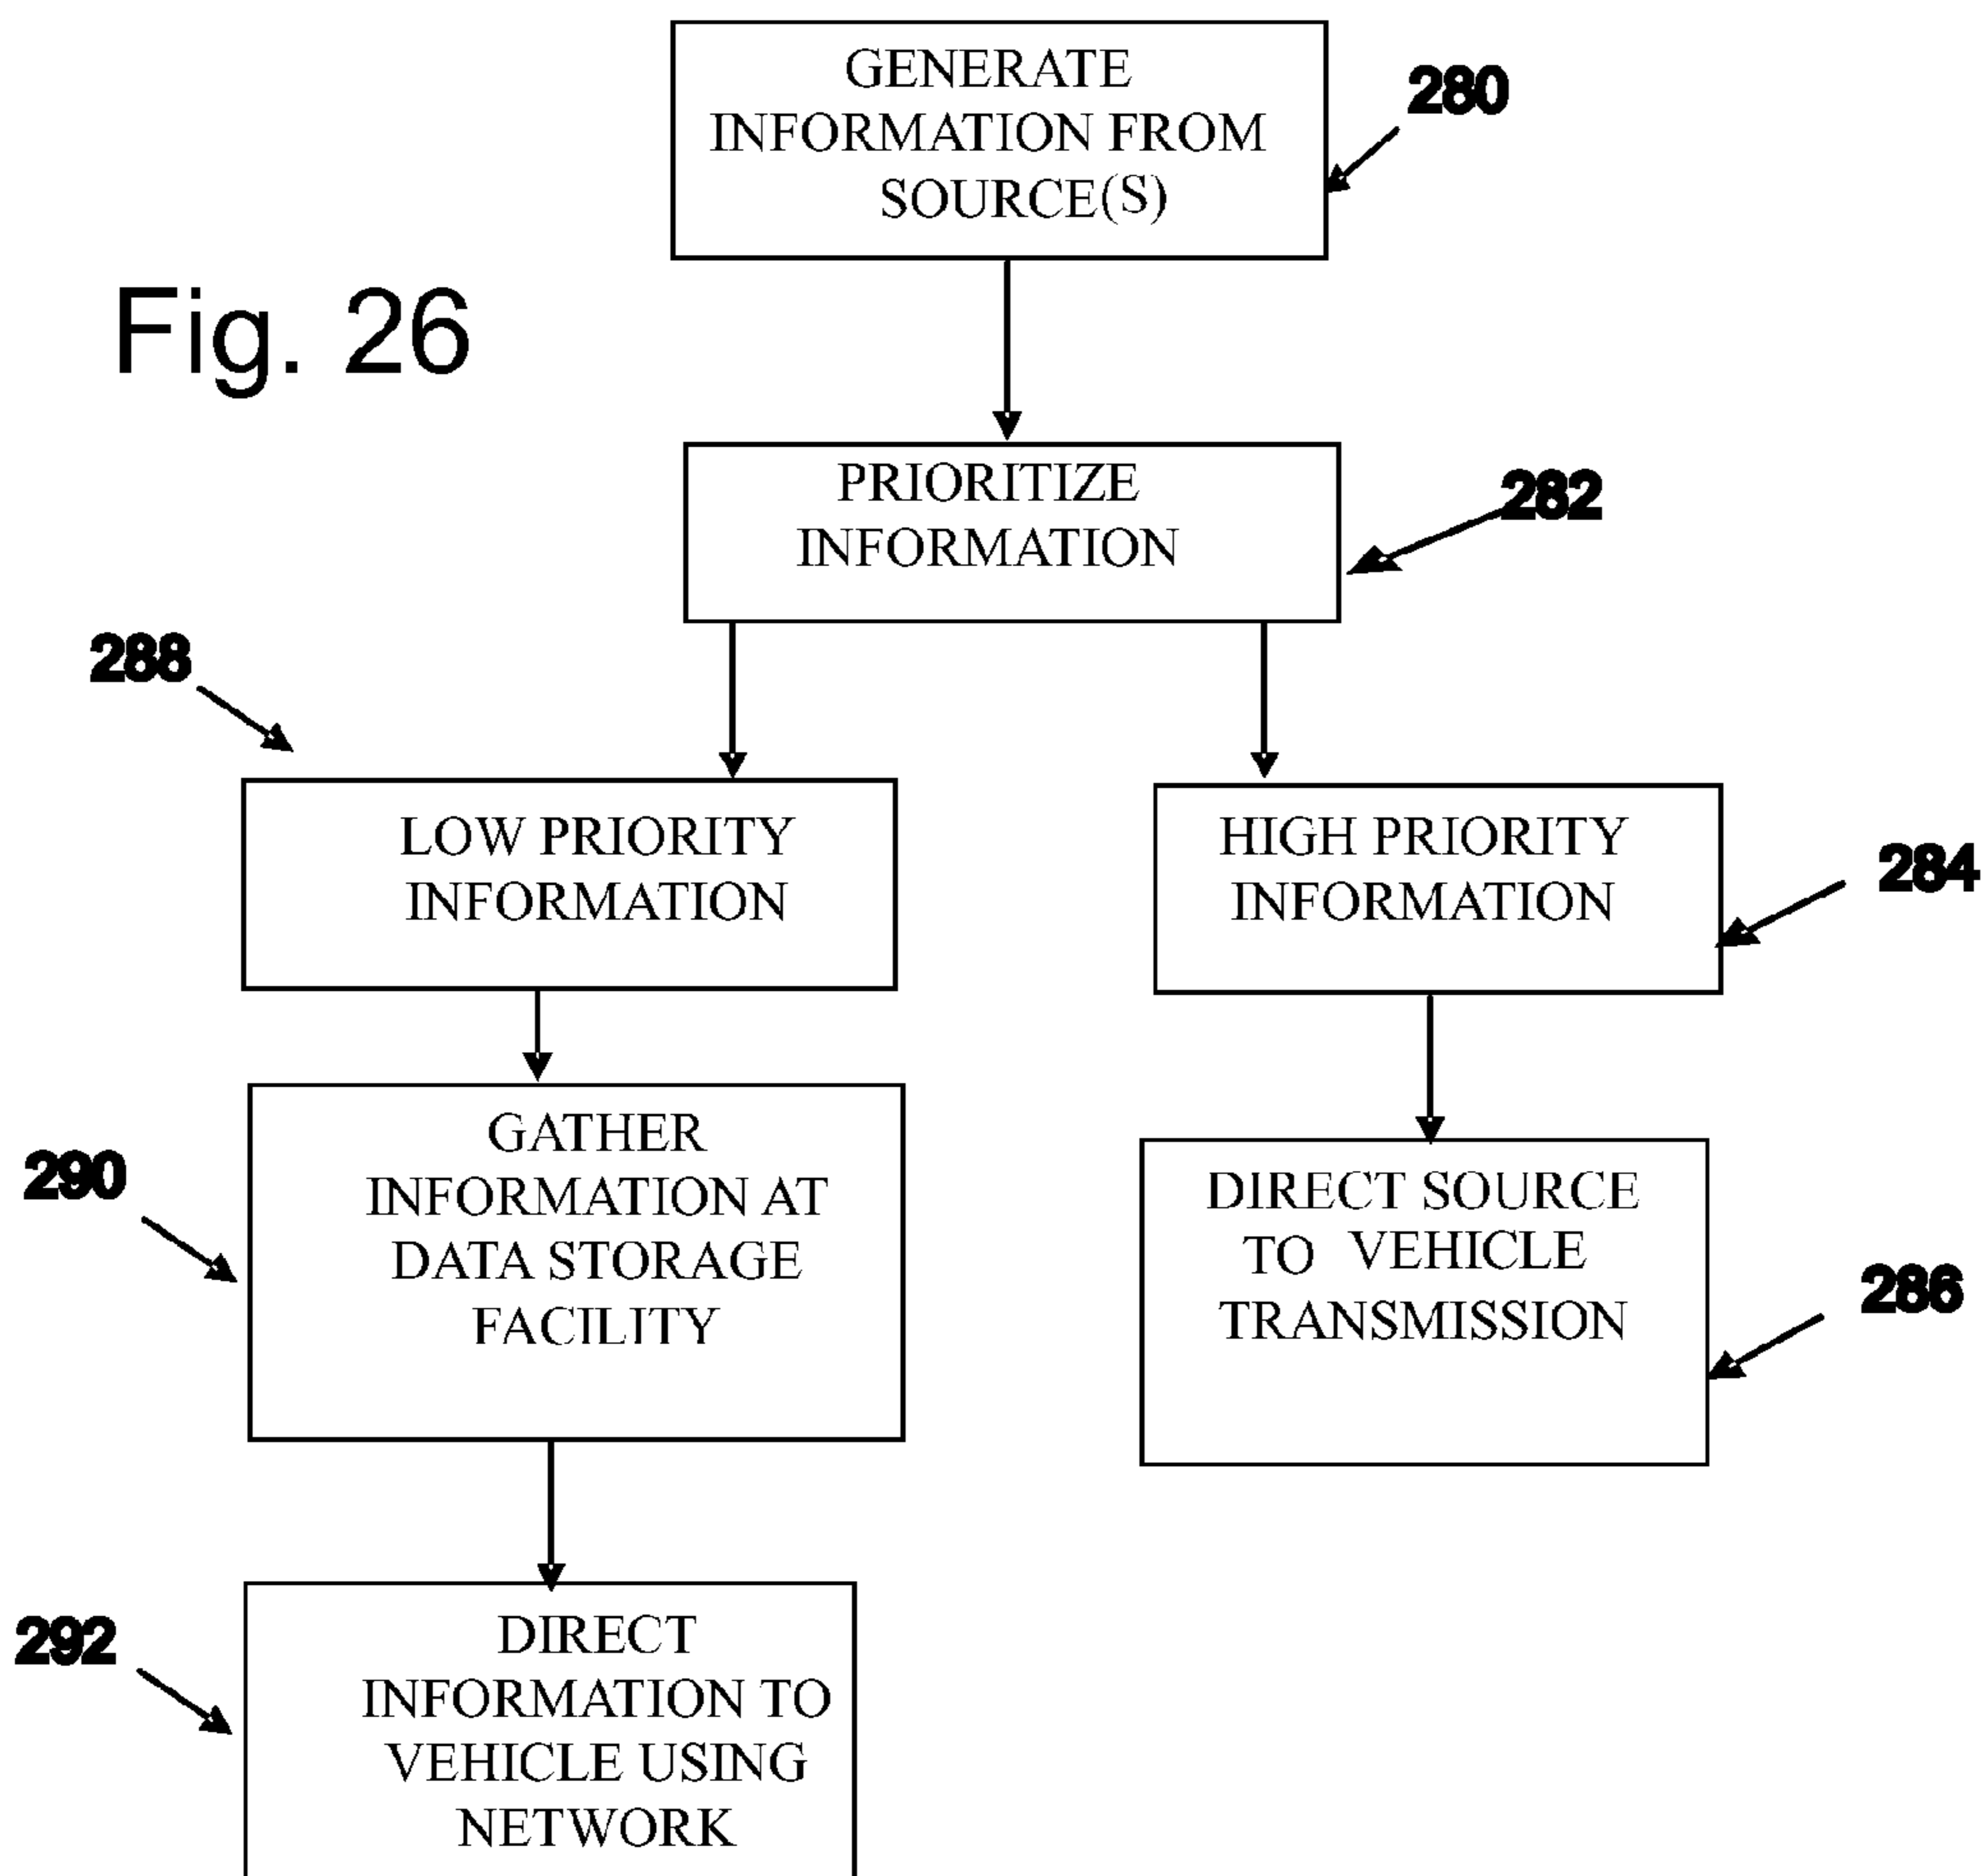 GENERATE
INFORMATION FROM
SOURCE(S)
280
Fig. 26
PRIORITIZE
INFORMATION
282
288
LOW PRIORITY
INFORMATION
HIGH PRIORITY
INFORMATION
284
GATHER
INFORMATION AT
DATA STORAGE
FACILITY
290
DIRECT SOURCE
TO VEHICLE
TRANSMISSION
286
292
DIRECT
INFORMATION TO
VEHICLE USING
NETWORK